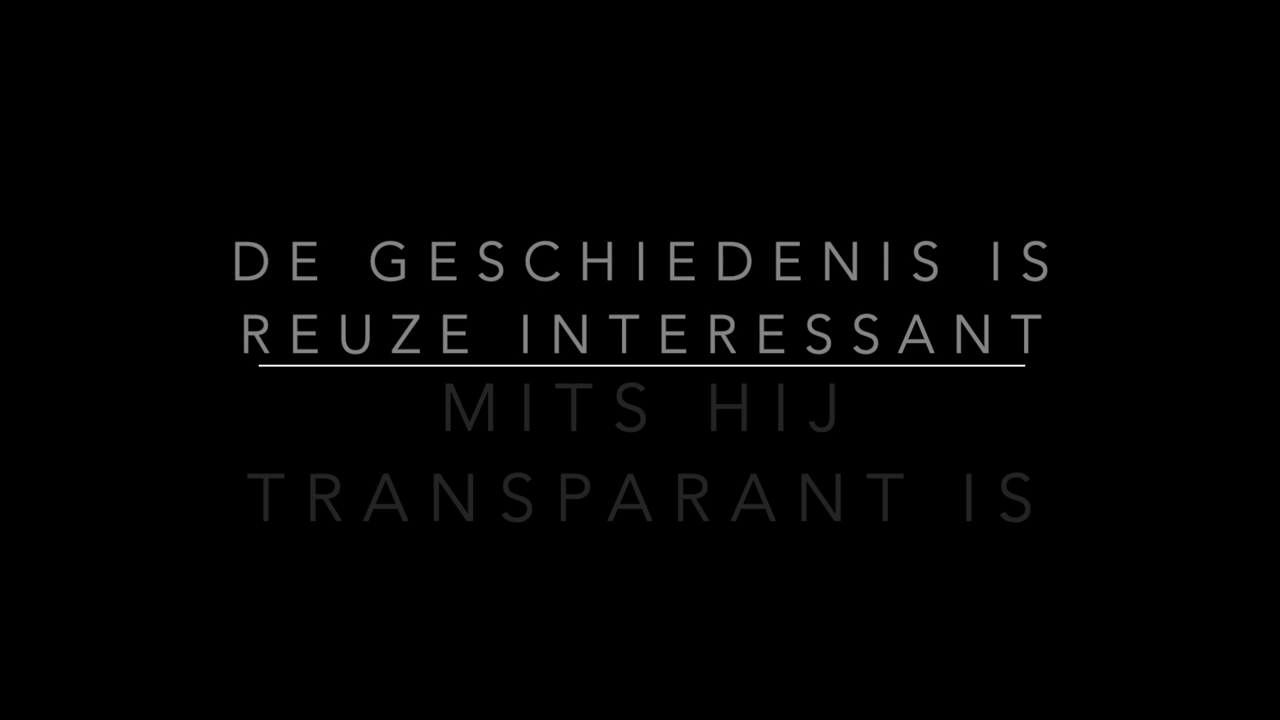 DE GESCHIEDENIS IS
REUZE INTERESSANT
MITS HIJ
TRANSPARANT IS